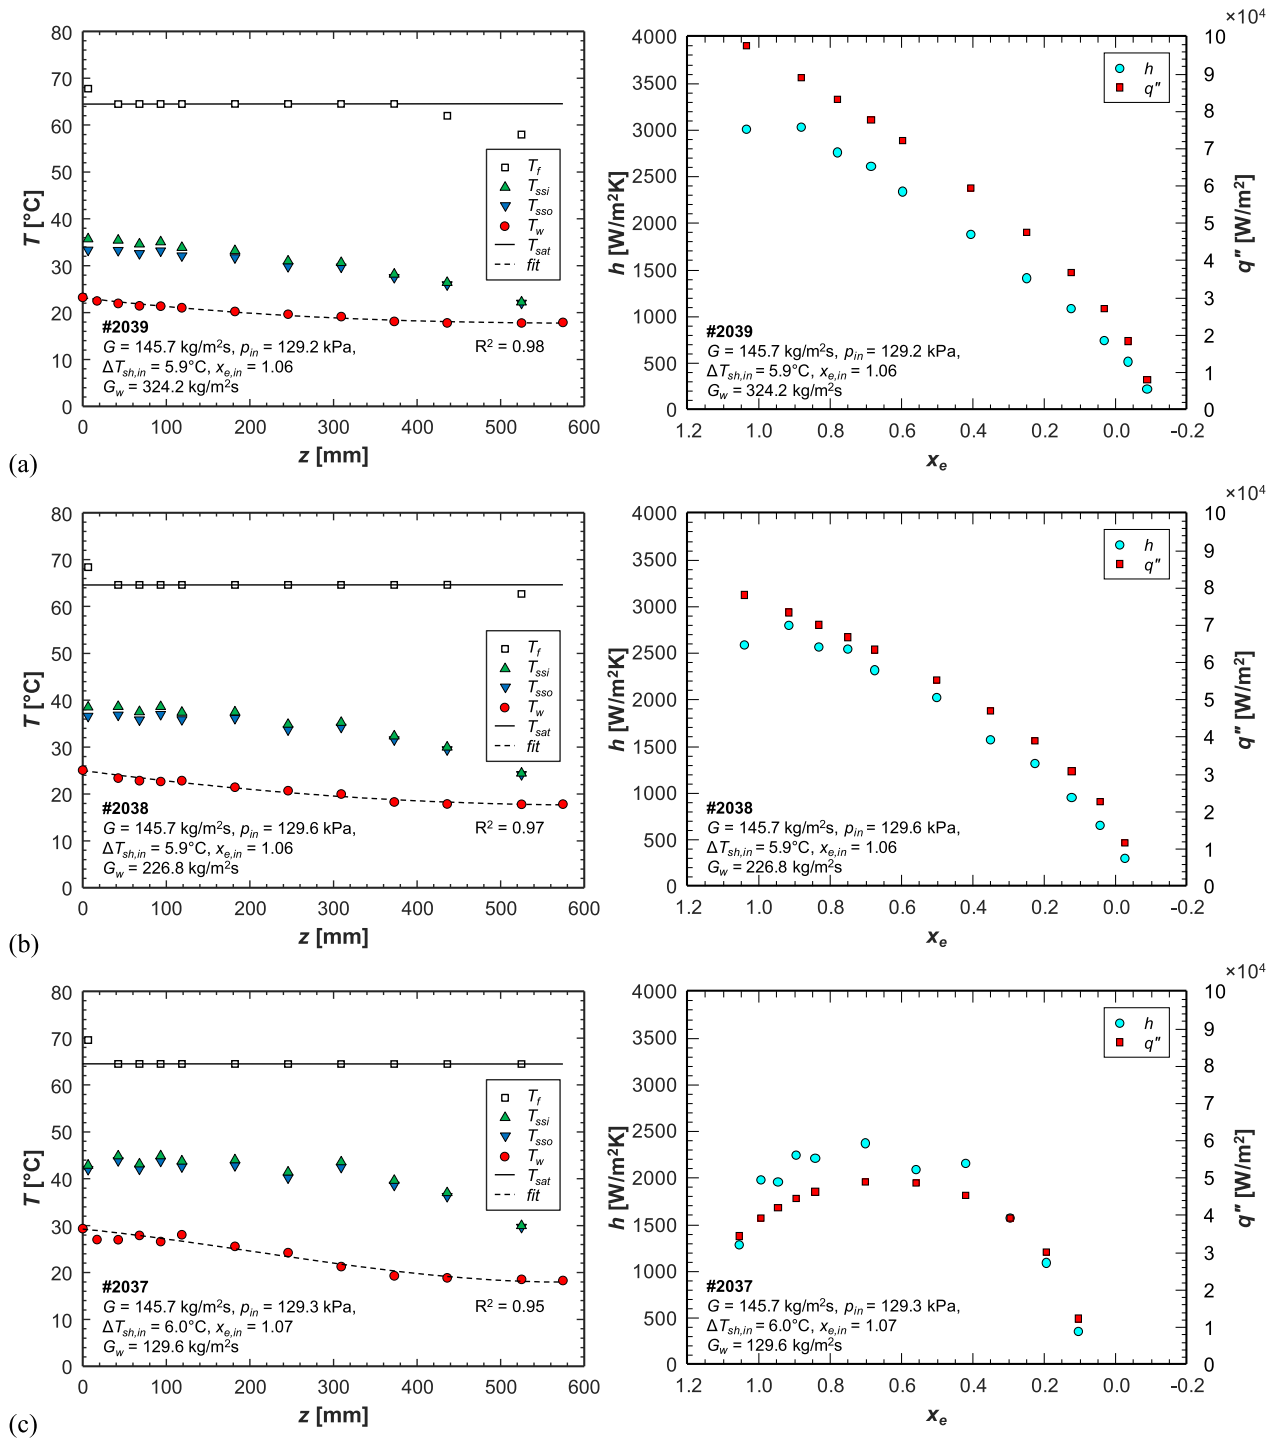 80
70
60
50
40
30
20
10
0
T [°C]
T_f
T_ssi
T_sso
T_w
T_sat
fit
#2039
G = 145.7 kg/m²s, p_in = 129.2 kPa,
R² = 0.98
ΔT_sh,in = 5.9°C, x_e,in = 1.06
G_w = 324.2 kg/m²s
0 100 200 300 400 500 600
z [mm]
(a)
×10⁴
4000
3500
3000
2500
2000
1500
1000
500
0
h [W/m²K]
h
q″
10
9
8
7
6
5
4
3
2
1
0
q″ [W/m²]
#2039
G = 145.7 kg/m²s, p_in = 129.2 kPa,
ΔT_sh,in = 5.9°C, x_e,in = 1.06
G_w = 324.2 kg/m²s
1.2 1.0 0.8 0.6 0.4 0.2 0.0 -0.2
x_e
80
70
60
50
40
30
20
10
0
T [°C]
T_f
T_ssi
T_sso
T_w
T_sat
fit
#2038
G = 145.7 kg/m²s, p_in = 129.6 kPa,
R² = 0.97
ΔT_sh,in = 5.9°C, x_e,in = 1.06
G_w = 226.8 kg/m²s
0 100 200 300 400 500 600
z [mm]
(b)
×10⁴
4000
3500
3000
2500
2000
1500
1000
500
0
h [W/m²K]
h
q″
10
9
8
7
6
5
4
3
2
1
0
q″ [W/m²]
#2038
G = 145.7 kg/m²s, p_in = 129.6 kPa,
ΔT_sh,in = 5.9°C, x_e,in = 1.06
G_w = 226.8 kg/m²s
1.2 1.0 0.8 0.6 0.4 0.2 0.0 -0.2
x_e
80
70
60
50
40
30
20
10
0
T [°C]
T_f
T_ssi
T_sso
T_w
T_sat
fit
#2037
G = 145.7 kg/m²s, p_in = 129.3 kPa,
R² = 0.95
ΔT_sh,in = 6.0°C, x_e,in = 1.07
G_w = 129.6 kg/m²s
0 100 200 300 400 500 600
z [mm]
(c)
×10⁴
4000
3500
3000
2500
2000
1500
1000
500
0
h [W/m²K]
h
q″
10
9
8
7
6
5
4
3
2
1
0
q″ [W/m²]
#2037
G = 145.7 kg/m²s, p_in = 129.3 kPa,
ΔT_sh,in = 6.0°C, x_e,in = 1.07
G_w = 129.6 kg/m²s
1.2 1.0 0.8 0.6 0.4 0.2 0.0 -0.2
x_e